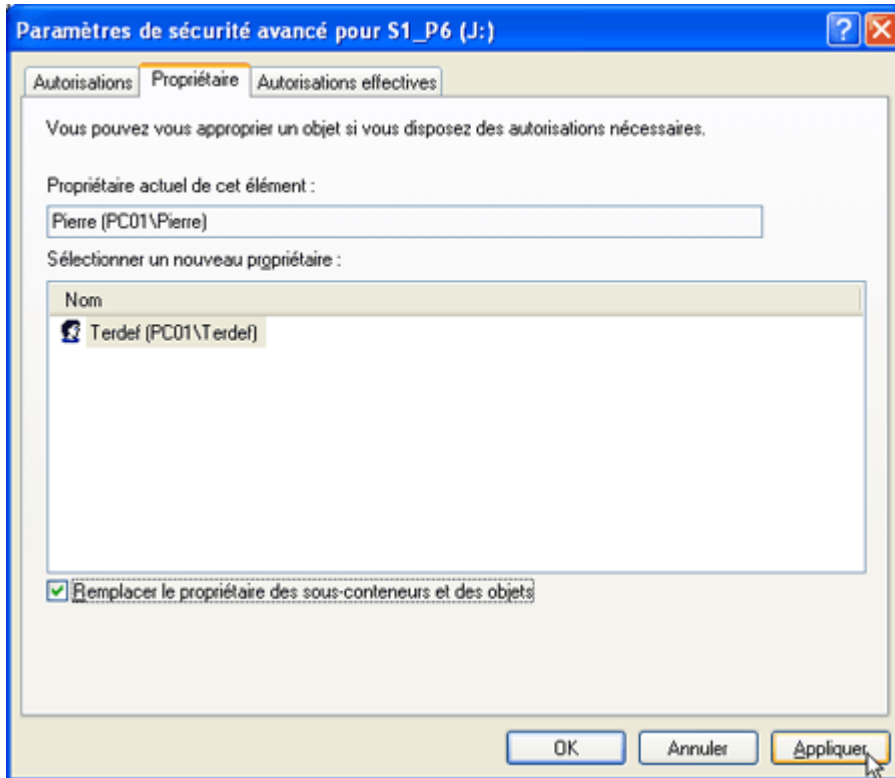 Paramètres de sécurité avancé pour S1_P6 (J:)
Autorisations Propriétaire Autorisations effectives
Vous pouvez vous approprier un objet si vous disposez des autorisations nécessaires.
Propriétaire actuel de cet élément :
Pierre (PC01\Pierre)
Sélectionner un nouveau propriétaire :
Nom
Terdef (PC01\Terdef)
Remplacer le propriétaire des sous-conteneurs et des objets
OK Annuler Appliquer